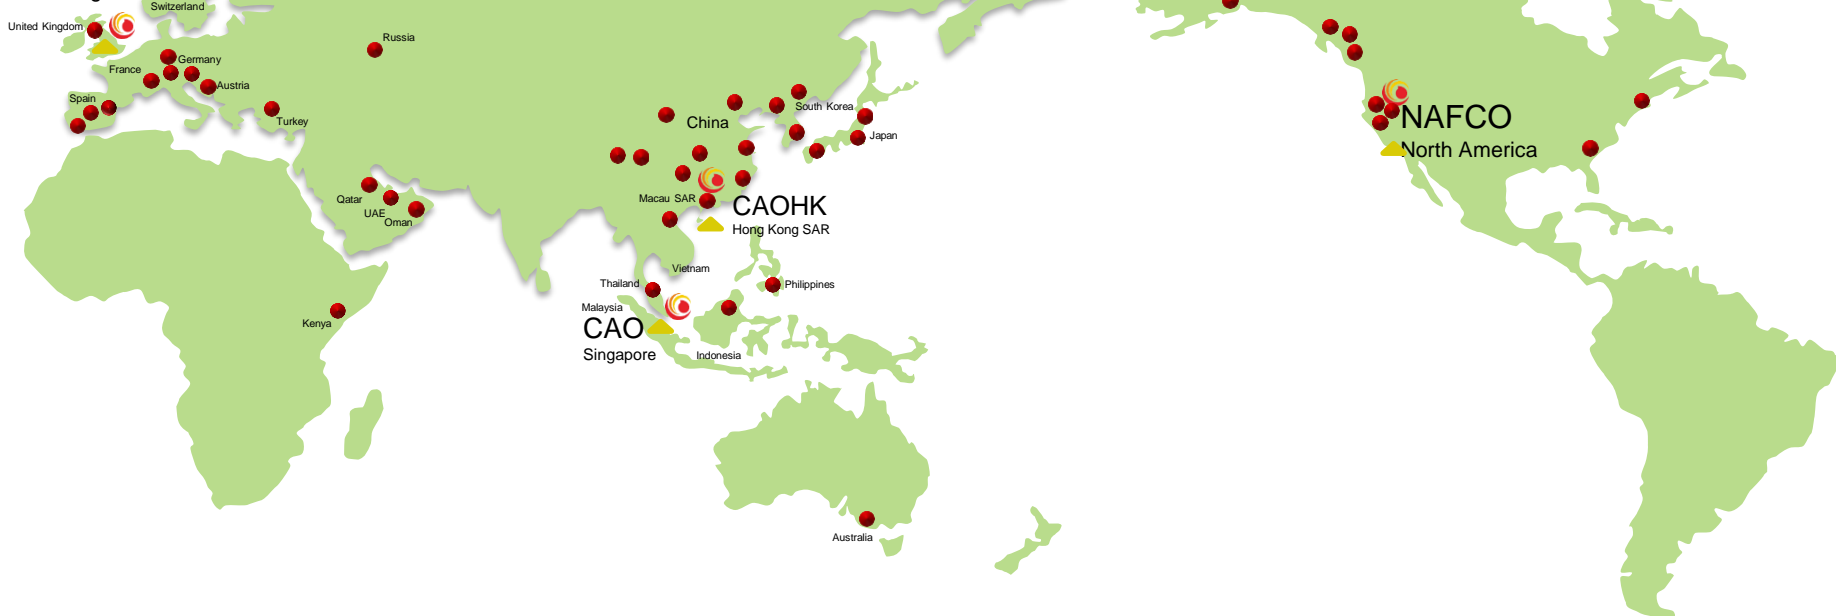 Switzerland
United Kingdom
Russia
Germany
France
Austria
Spain
Turkey
South Korea
China
Japan
NAFCO
North America
Qatar
UAE
Oman
Macau SAR
CAOHK
Hong Kong SAR
Vietnam
Thailand
Philippines
Malaysia
Kenya
CAO
Singapore
Indonesia
Australia